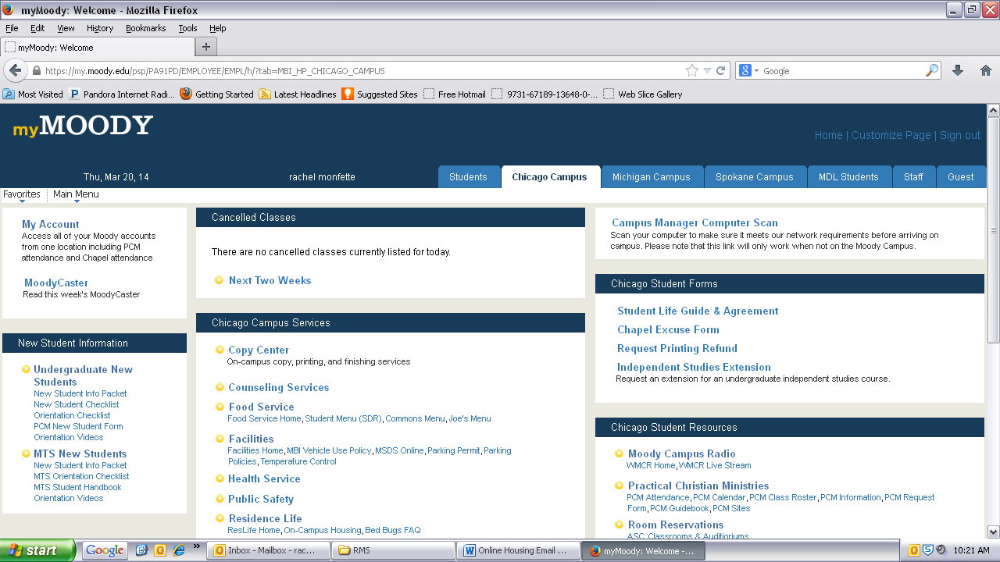 myMoody: Welcome - Mozilla Firefox
File Edit View History Bookmarks Tools Help
myMoody: Welcome
https://my.moody.edu/psp/PA91PD/EMPLOYEE/EMPL/h/?tab=MBI_HP_CHICAGO_CAMPUS
Google
Most Visited Pandora Internet Radi... Getting Started Latest Headlines Suggested Sites Free Hotmail 9731-67189-13648-0-... Web Slice Gallery
myMOODY
Home | Customize Page | Sign out
Thu, Mar 20, 14 rachel monfette
Students Chicago Campus Michigan Campus Spokane Campus MDL Students Staff Guest
Favorites Main Menu
My Account
Access all of your Moody accounts
from one location including PCM
attendance and Chapel attendance
MoodyCaster
Read this week's MoodyCaster
New Student Information
Undergraduate New
Students
New Student Info Packet
New Student Checklist
Orientation Checklist
PCM New Student Form
Orientation Videos
MTS New Students
New Student Info Packet
MTS Orientation Checklist
MTS Student Handbook
Orientation Videos
Cancelled Classes
There are no cancelled classes currently listed for today.
Next Two Weeks
Chicago Campus Services
Copy Center
On-campus copy, printing, and finishing services
Counseling Services
Food Service
Food Service Home, Student Menu (SDR), Commons Menu, Joe's Menu
Facilities
Facilities Home, MBI Vehicle Use Policy, MSDS Online, Parking Permit, Parking
Policies, Temperature Control
Health Service
Public Safety
Residence Life
ResLife Home, On-Campus Housing, Bed Bugs FAQ
Campus Manager Computer Scan
Scan your computer to make sure it meets our network requirements before arriving on
campus. Please note that this link will only work when not on the Moody Campus.
Chicago Student Forms
Student Life Guide & Agreement
Chapel Excuse Form
Request Printing Refund
Independent Studies Extension
Request an extension for an undergraduate independent studies course.
Chicago Student Resources
Moody Campus Radio
WMCR Home, WMCR Live Stream
Practical Christian Ministries
PCM Attendance, PCM Calendar, PCM Class Roster, PCM Information, PCM Request
Form, PCM Guidebook, PCM Sites
Room Reservations
ASC, Classrooms & Auditoriums
start Google » Inbox - Mailbox - rac... RMS Online Housing Email ... myMoody: Welcome -... 10:21 AM